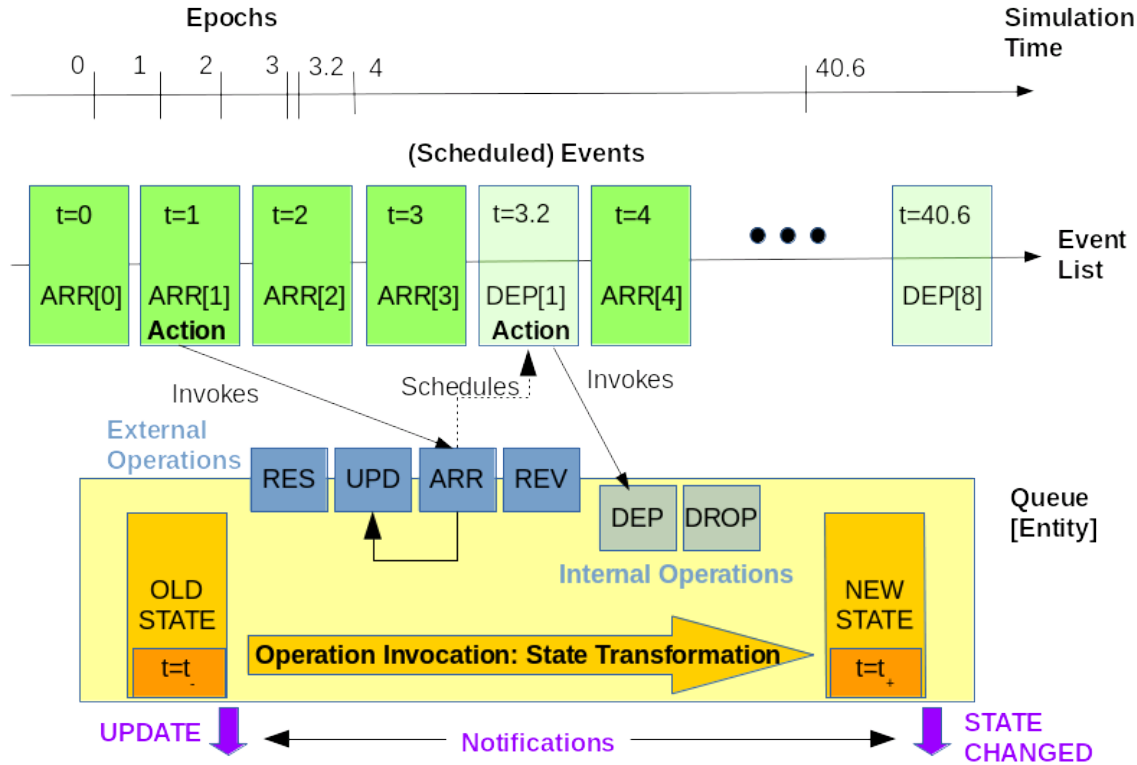 Epochs
Simulation
Time
0 1 2 3 3.2 4 40.6
(Scheduled) Events
t=0 t=1 t=2 t=3 t=3.2 t=4 t=40.6
Event
List
ARR[0] ARR[1] ARR[2] ARR[3] DEP[1] ARR[4] DEP[8]
Action Action
Invokes Schedules Invokes
External
Operations
RES UPD ARR REV
DEP DROP
Queue
[Entity]
Internal Operations
OLD
STATE
NEW
STATE
Operation Invocation: State Transformation
t=t-
t=t+
UPDATE
Notifications
STATE
CHANGED